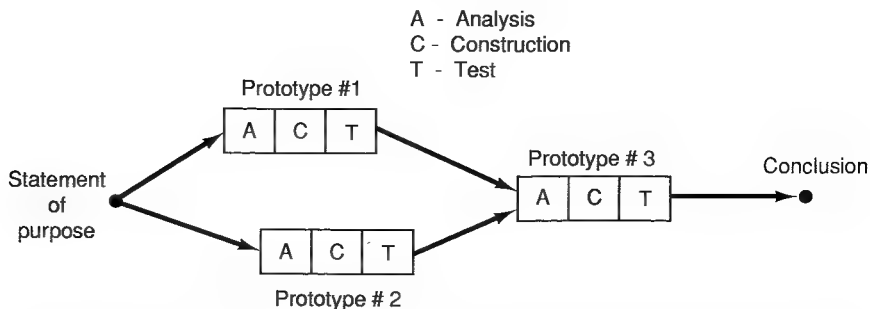 A - Analysis
C - Construction
T - Test
Prototype #1
A C T
Statement
of
purpose
Prototype # 3
A C T
Conclusion
A C T
Prototype # 2